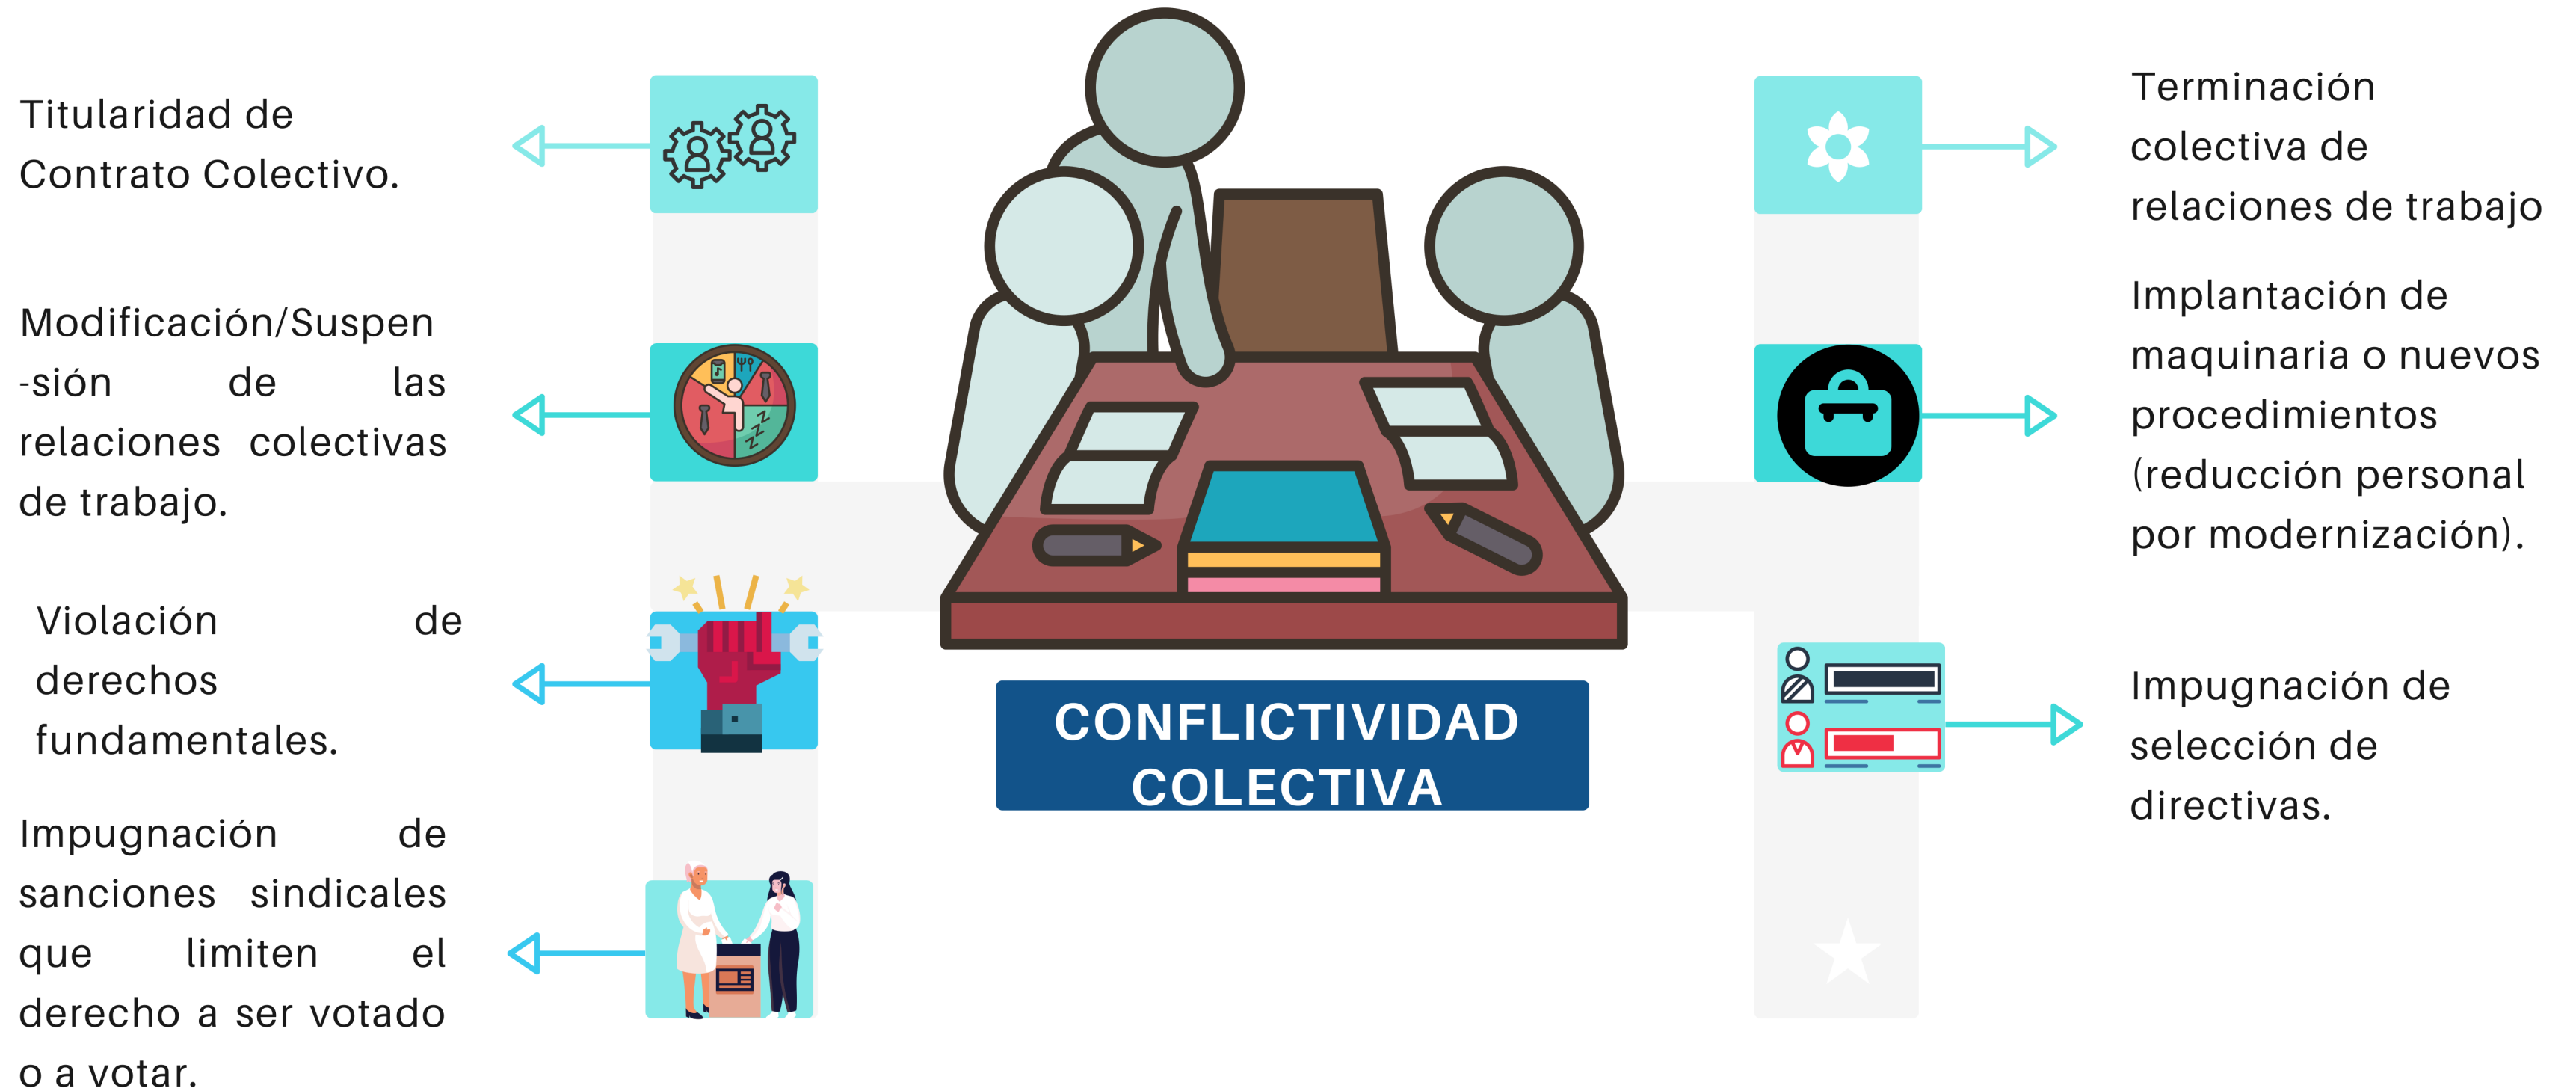 Titularidad de
Contrato Colectivo.
Modificación/Suspen
-sión de las
relaciones colectivas
de trabajo.
Violación de
derechos
fundamentales.
Impugnación de
sanciones sindicales
que limiten el
derecho a ser votado
o a votar.
CONFLICTIVIDAD
COLECTIVA
Terminación
colectiva de
relaciones de trabajo
Implantación de
maquinaria o nuevos
procedimientos
(reducción personal
por modernización).
Impugnación de
selección de
directivas.